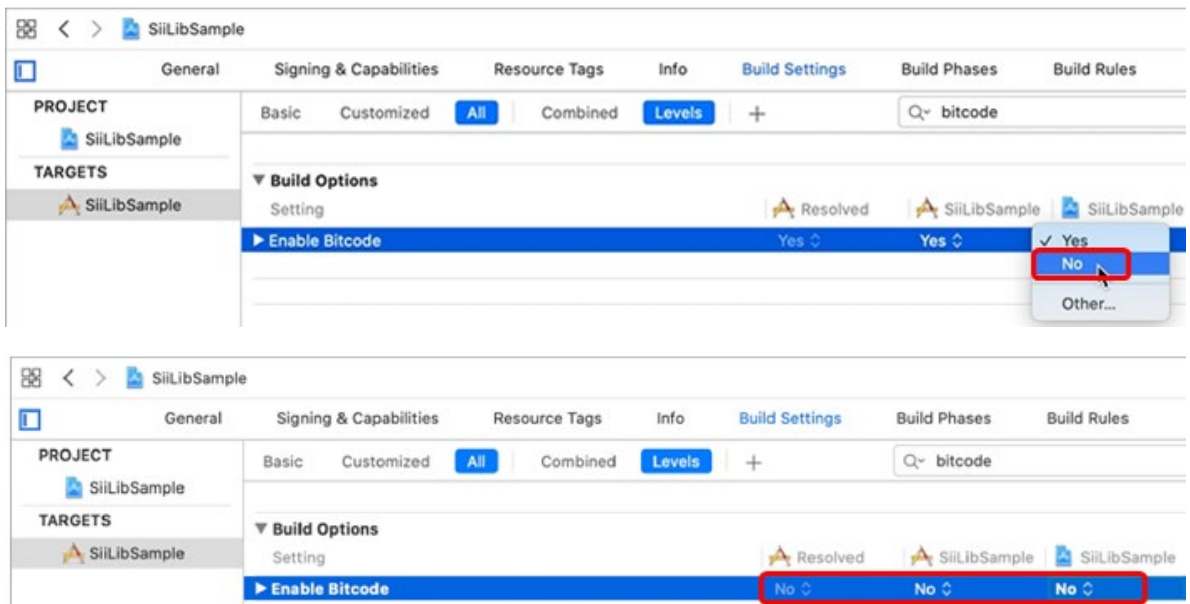 SiiLibSample
General Signing & Capabilities Resource Tags Info Build Settings Build Phases Build Rules
PROJECT Basic Customized All Combined Levels + bitcode
SiiLibSample
TARGETS
Build Options
SiiLibSample Setting Resolved SiiLibSample SiiLibSample
Enable Bitcode Yes Yes Yes
No
Other...
SiiLibSample
General Signing & Capabilities Resource Tags Info Build Settings Build Phases Build Rules
PROJECT Basic Customized All Combined Levels + bitcode
SiiLibSample
TARGETS
Build Options
SiiLibSample Setting Resolved SiiLibSample SiiLibSample
Enable Bitcode No No No